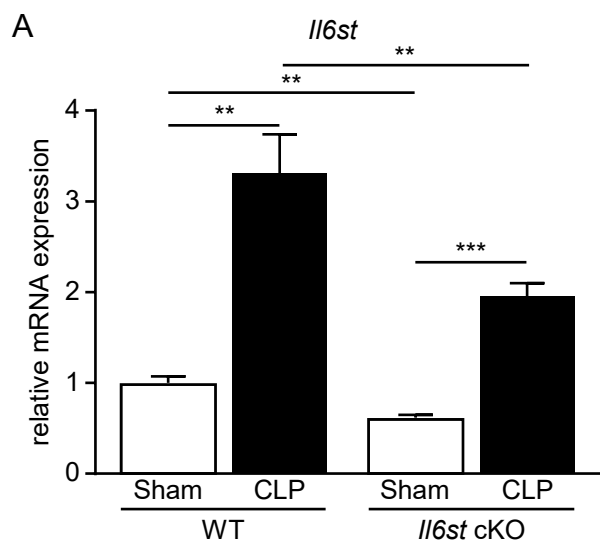 A
Il6st
**
**
**
***
relative mRNA expression
4
3
2
1
0
Sham CLP Sham CLP
WT Il6st cKO